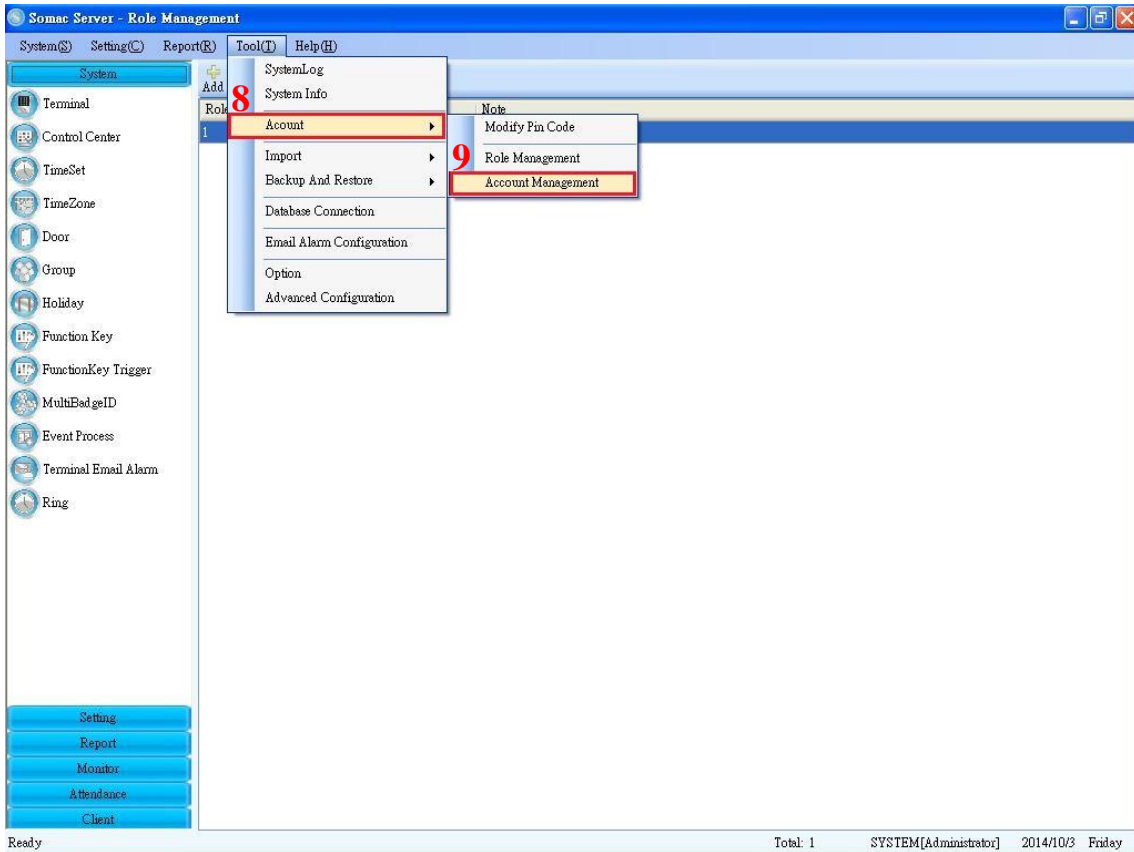 Somac Server - Role Management
System(S) Setting(C) Report(R) Tool(T) Help(H)
System
Terminal
Control Center
TimeSet
TimeZone
Door
Group
Holiday
Function Key
FunctionKey Trigger
MultiBadgeID
Event Process
Terminal Email Alarm
Ring
Setting
Report
Monitor
Attendance
Client
Add
Role Note
1
SystemLog
System Info
8
Acount
Import
Backup And Restore
Database Connection
Email Alarm Configuration
Option
Advanced Configuration
Modify Pin Code
9 Role Management
Account Management
Ready Total: 1 SYSTEM[Administrator] 2014/10/3 Friday